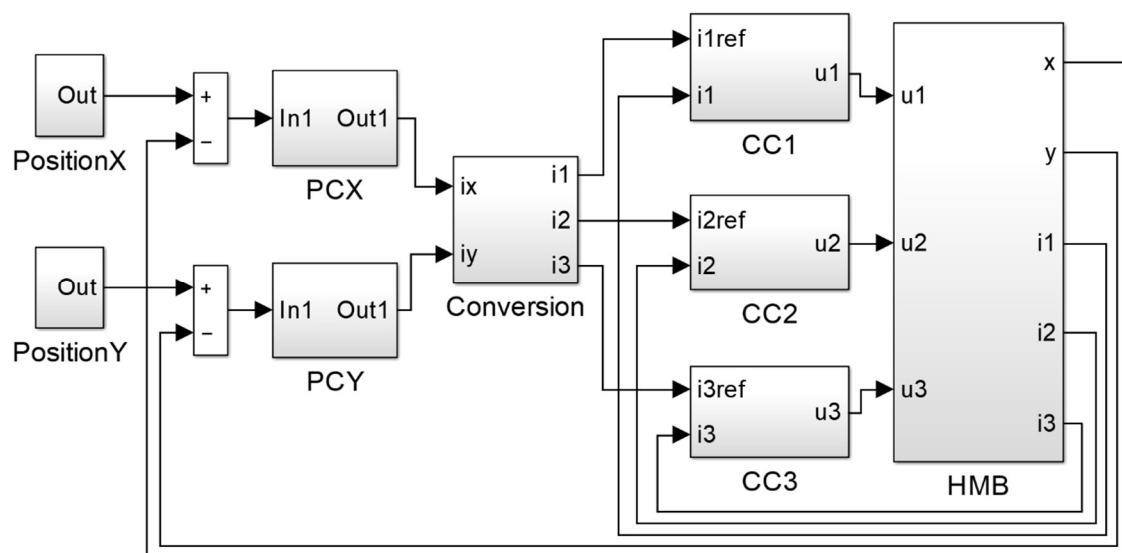 Out
PositionX
+
−
In1 Out1
PCX
Out
PositionY
+
−
In1 Out1
PCY
ix
iy
i1
i2
i3
Conversion
i1ref
i1
u1
CC1
i2ref
i2
u2
CC2
i3ref
i3
u3
CC3
u1
u2
u3
x
y
i1
i2
i3
HMB